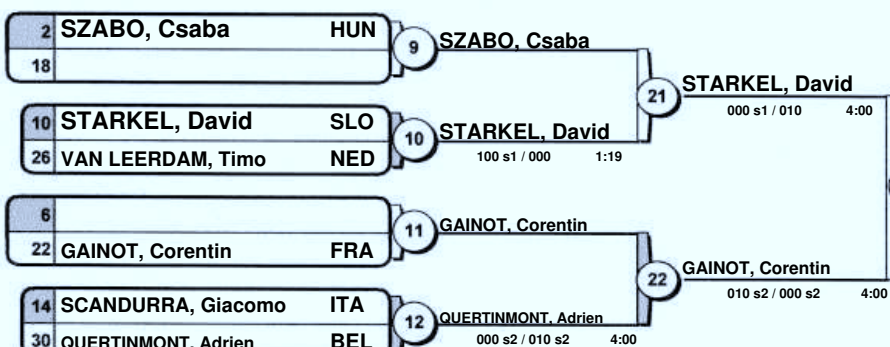 2 SZABO, Csaba HUN
9 SZABO, Csaba
18
21 STARKEL, David
000 s1 / 010 4:00
10 STARKEL, David SLO
10 STARKEL, David
100 s1 / 000 1:19
26 VAN LEERDAM, Timo NED
6
11 GAINOT, Corentin
22 GAINOT, Corentin FRA
22 GAINOT, Corentin
010 s2 / 000 s2 4:00
14 SCANDURRA, Giacomo ITA
12 QUERTINMONT, Adrien
000 s2 / 010 s2 4:00
30 QUERTINMONT, Adrien BEL